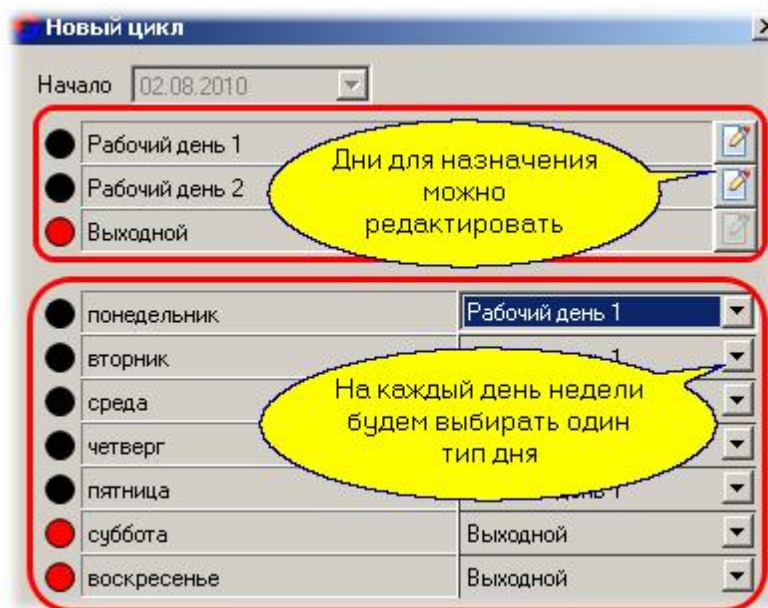 Новый цикл
Начало 02.08.2010
Рабочий день 1
Рабочий день 2
Выходной
Дни для назначения
можно
редактировать
понедельник Рабочий день 1
вторник 1
среда
четверг
пятница 1
суббота Выходной
воскресенье Выходной
На каждый день недели
будем выбирать один
тип дня